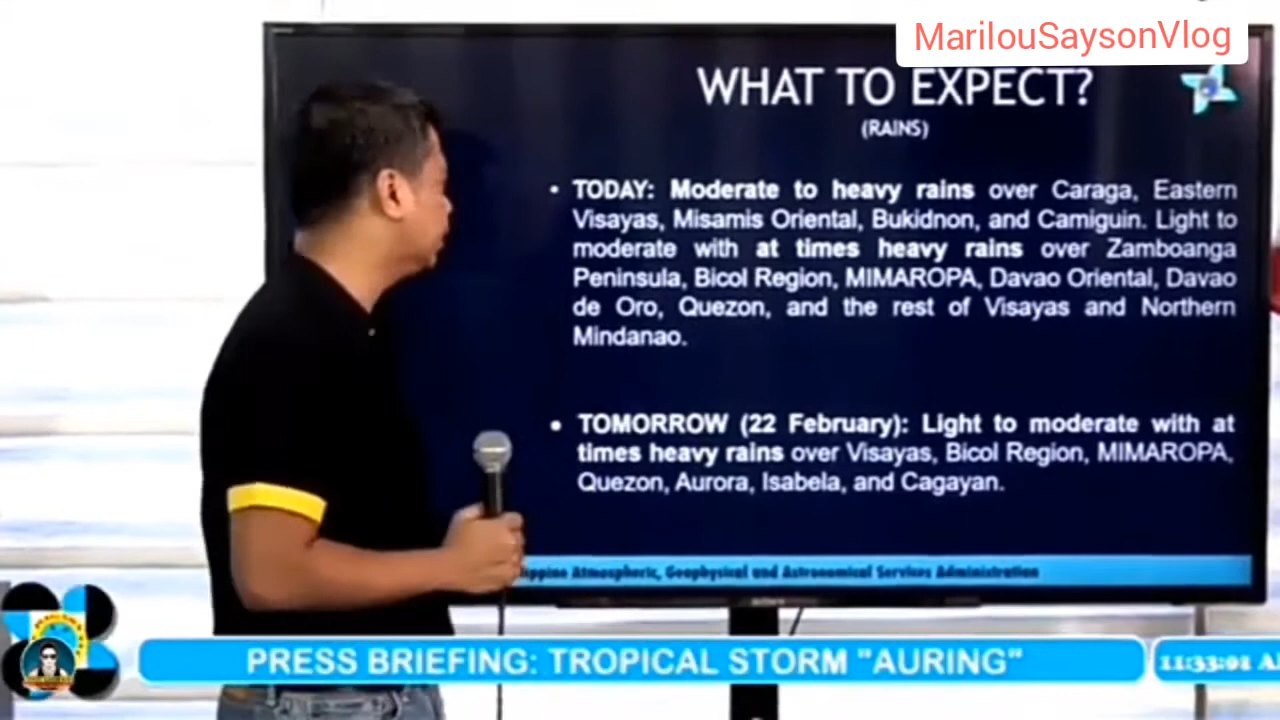 MarilouSaysonVlog
WHAT TO EXPECT?
(RAINS)
• TODAY: Moderate to heavy rains over Caraga, Eastern
Visayas, Misamis Oriental, Bukidnon, and Camiguin. Light to
moderate with at times heavy rains over Zamboanga
Peninsula, Bicol Region, MIMAROPA, Davao Oriental, Davao
de Oro, Quezon, and the rest of Visayas and Northern
Mindanao.
• TOMORROW (22 February): Light to moderate with at
times heavy rains over Visayas, Bicol Region, MIMAROPA,
Quezon, Aurora, Isabela, and Cagayan.
Atmospheric, Geophysical and Astronomical Services Administration
PRESS BRIEFING: TROPICAL STORM "AURING"
11:33:02